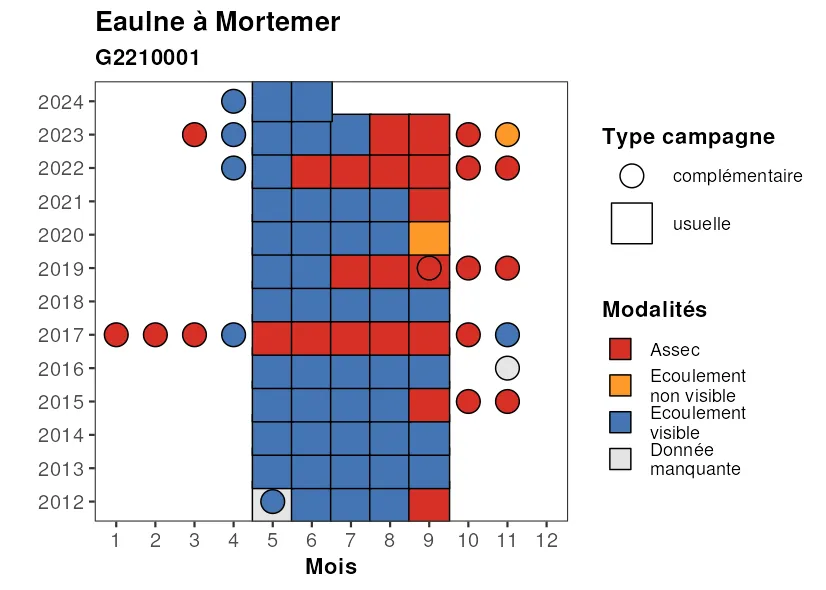 Eaulne à Mortemer
G2210001
2024
2023
2022
2021
2020
2019
2018
2017
2016
2015
2014
2013
2012
1 2 3 4 5 6 7 8 9 10 11 12
Mois
Type campagne
complémentaire
usuelle
Modalités
Assec
Ecoulement
non visible
Ecoulement
visible
Donnée
manquante